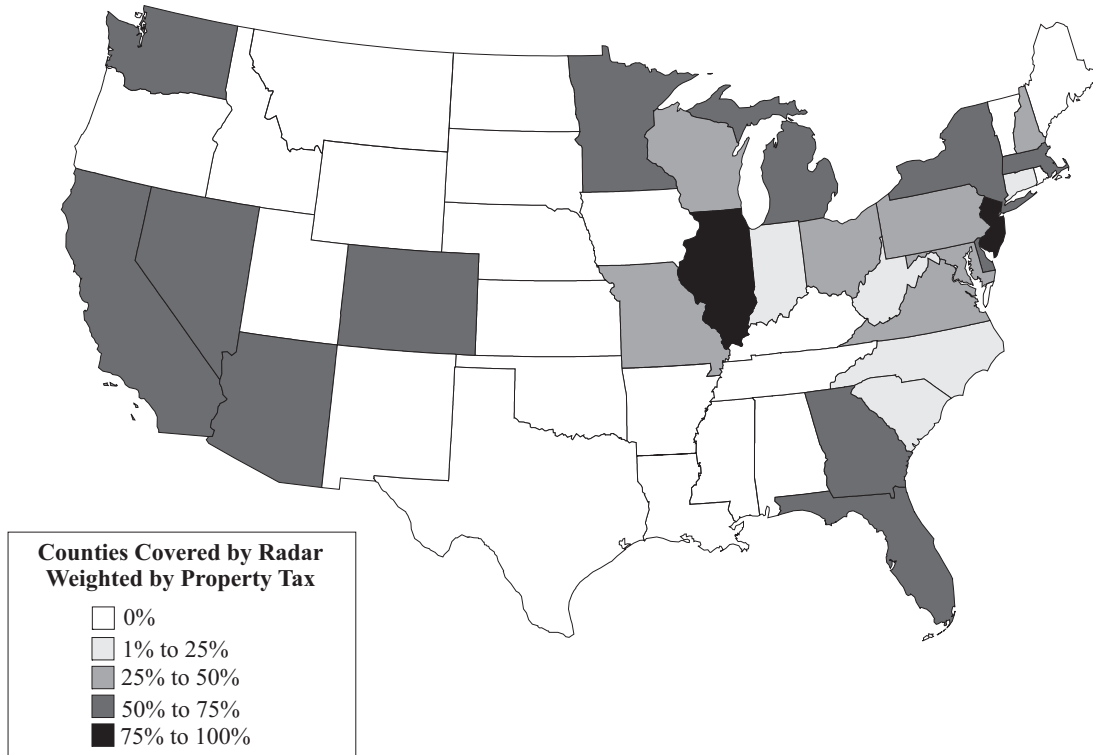 Counties Covered by Radar
Weighted by Property Tax
0%
1% to 25%
25% to 50%
50% to 75%
75% to 100%